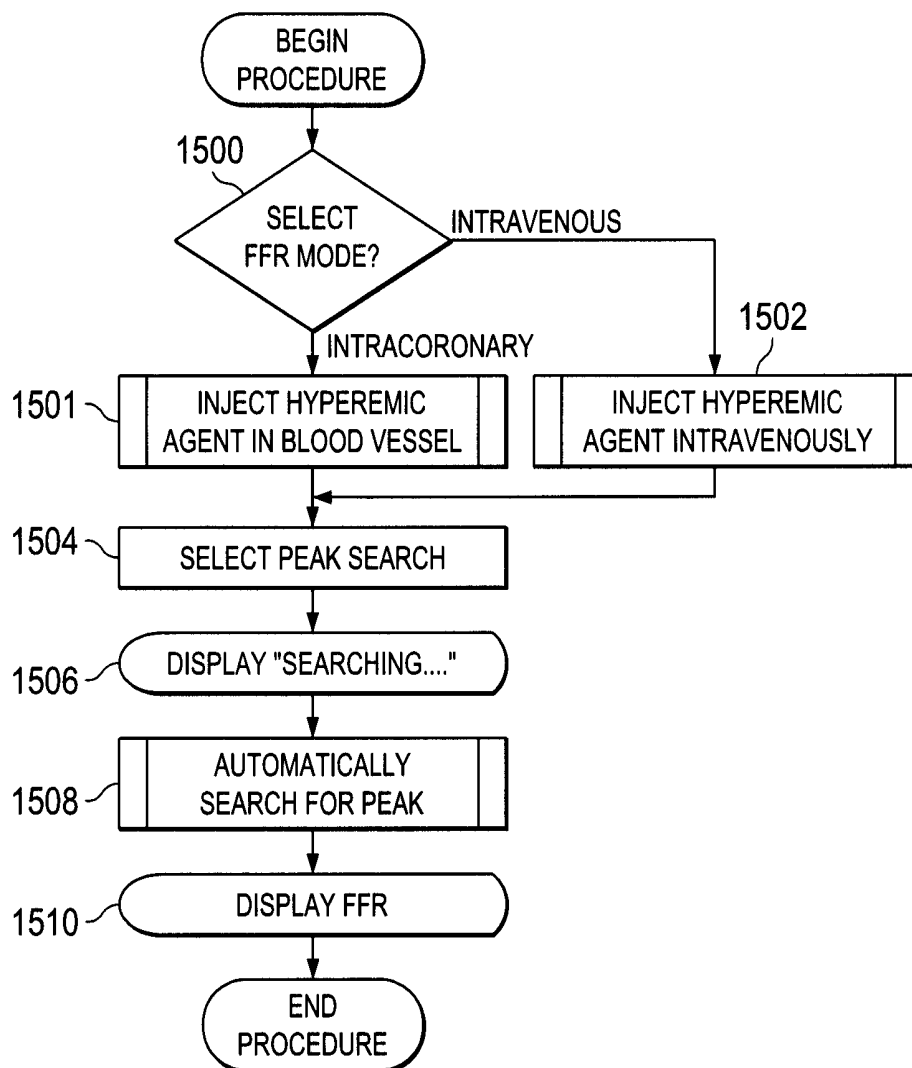 BEGIN
PROCEDURE
1500
SELECT
FFR MODE?
INTRAVENOUS
INTRACORONARY
1501
INJECT HYPEREMIC
AGENT IN BLOOD VESSEL
1502
INJECT HYPEREMIC
AGENT INTRAVENOUSLY
1504
SELECT PEAK SEARCH
1506
DISPLAY "SEARCHING...."
1508
AUTOMATICALLY
SEARCH FOR PEAK
1510
DISPLAY FFR
END
PROCEDURE